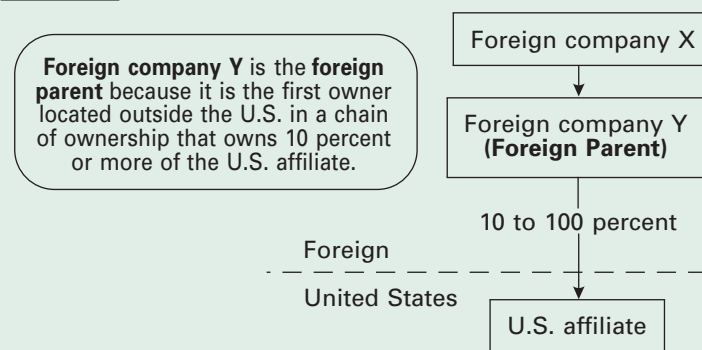 Foreign company Y is the foreign
parent because it is the first owner
located outside the U.S. in a chain
of ownership that owns 10 percent
or more of the U.S. affiliate.
Foreign company X
Foreign company Y
(Foreign Parent)
10 to 100 percent
Foreign
United States
U.S. affiliate